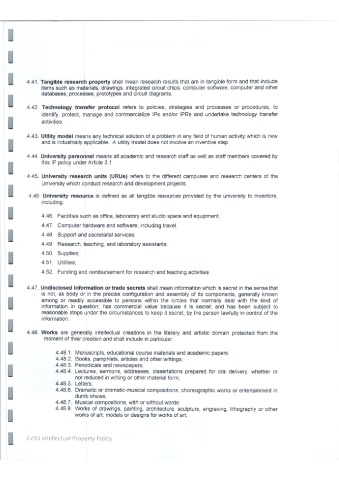 4.41. Tangible research property shall mean research results that are in tangible form and that include
items such as materials, drawings, integrated circuit chips, computer software, computer and other
databases, processes, prototypes and circuit diagrams.
4.42. Technology transfer protocol refers to policies, strategies and processes or procedures, to
identify, protect, manage and commercialize IPs and/or IPRs and undertake technology transfer
activities.
4.43. Utility model means any technical solution of a problem in any field of human activity which is new
and is industrially applicable. A utility model does not involve an inventive step.
4.44. University personnel means all academic and research staff as well as staff members covered by
this IP policy under Article 3.1
4.45. University research units (URUs) refers to the different campuses and research centers of the
University which conduct research and development projects.
4.46. University resource is defined as all tangible resources provided by the university to inventors,
including:
4.46. Facilities such as office, laboratory and studio space and equipment;
4.47. Computer hardware and software; including travel.
4.48. Support and secretarial services;
4.49. Research, teaching, and laboratory assistants;
4.50. Supplies;
4.51. Utilities;
4.52. Funding and reimbursement for research and teaching activities
4.47. Undisclosed information or trade secrets shall mean information which is secret in the sense that
is not, as body or in the precise configuration and assembly of its components, generally known
among or readily accessible to persons within the circles that normally deal with the kind of
information in question; has commercial value because it is secret; and has been subject to
reasonable steps under the circumstances to keep it secret, by the person lawfully in control of the
information.
4.48. Works are generally intellectual creations in the literary and artistic domain protected from the
moment of their creation and shall include in particular:
4.48.1. Manuscripts, educational course materials and academic papers;
4.48.2. Books, pamphlets, articles and other writings;
4.48.3. Periodicals and newspapers;
4.48.4. Lectures, sermons, addresses, dissertations prepared for oral delivery, whether or
not reduced in writing or other material form;
4.48.5. Letters;
4.48.6. Dramatic or dramatic-musical compositions, choreographic works or entertainment in
dumb shows;
4.48.7. Musical compositions, with or without words;
4.48.8. Works of drawings, painting, architecture, sculpture, engraving, lithography or other
works of art; models or designs for works of art;
CvSU Intellectual Property Policy